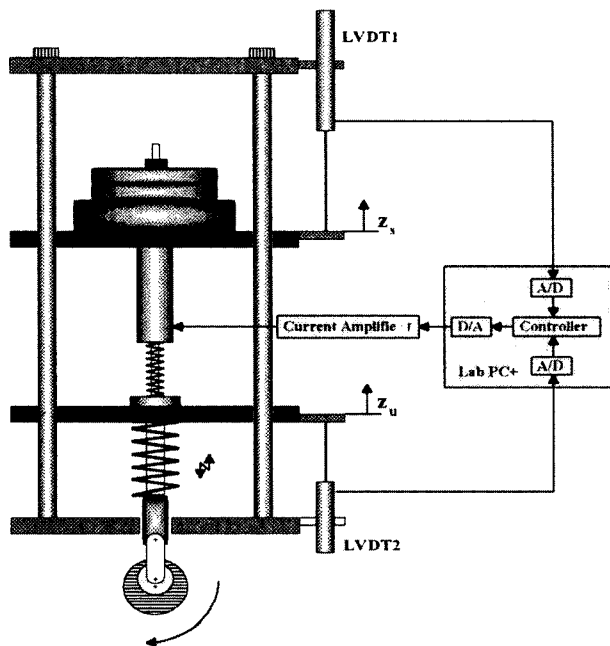 LVDT1
z s
A/D
Current Amplifie r
D/A
Controller
Lab PC+
A/D
z u
LVDT2